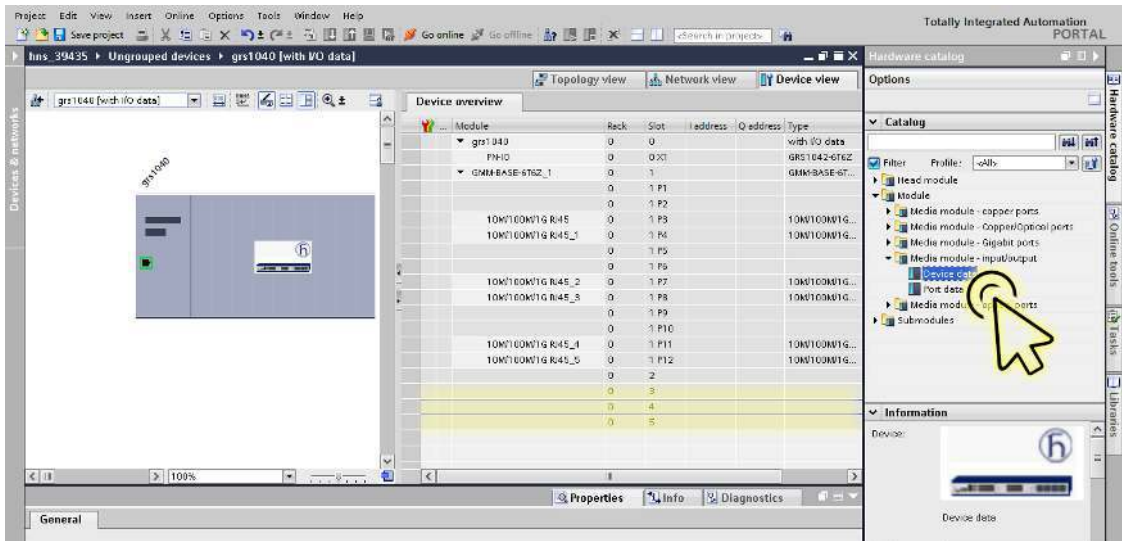 Project Edit View Insert Online Options Tools Window Help
Totally Integrated Automation
PORTAL
Save project Go online Go offline <Search in project>
hns_39435 ▸ Ungrouped devices ▸ grs1040 [with I/O data]
Hardware catalog
Topology view Network view Device view
Options
grs1040 [with I/O data]
Device overview
Catalog
... Module Rack Slot I address Q address Type
grs1040 0 0 with I/O data
PN-IO 0 0 X1 GRS1042-6T6Z
GMM-BASE-6T6Z_1 0 1 GMM-BASE-6T...
0 1 P1
0 1 P2
10M/100M/1G RJ45 0 1 P3 10M/100M/1G...
10M/100M/1G RJ45_1 0 1 P4 10M/100M/1G...
0 1 P5
0 1 P6
10M/100M/1G RJ45_2 0 1 P7 10M/100M/1G...
10M/100M/1G RJ45_3 0 1 P8 10M/100M/1G...
0 1 P9
0 1 P10
10M/100M/1G RJ45_4 0 1 P11 10M/100M/1G...
10M/100M/1G RJ45_5 0 1 P12 10M/100M/1G...
0 2
0 3
0 4
0 5
grs1040
Filter Profile: <All>
Head module
Module
Media module - copper ports
Media module - Copper/Optical ports
Media module - Gigabit ports
Media module - input/output
Device data
Port data
Media module ports
Submodules
Information
Device:
Device data
100%
Properties Info Diagnostics
General
Devices & networks
Hardware catalog
Online tools
Tasks
Libraries